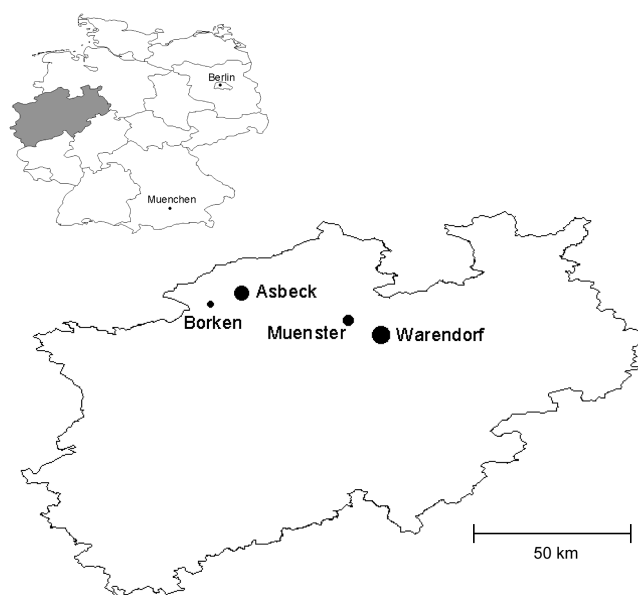 Berlin
Muenchen
Asbeck
Borken
Muenster
Warendorf
50 km